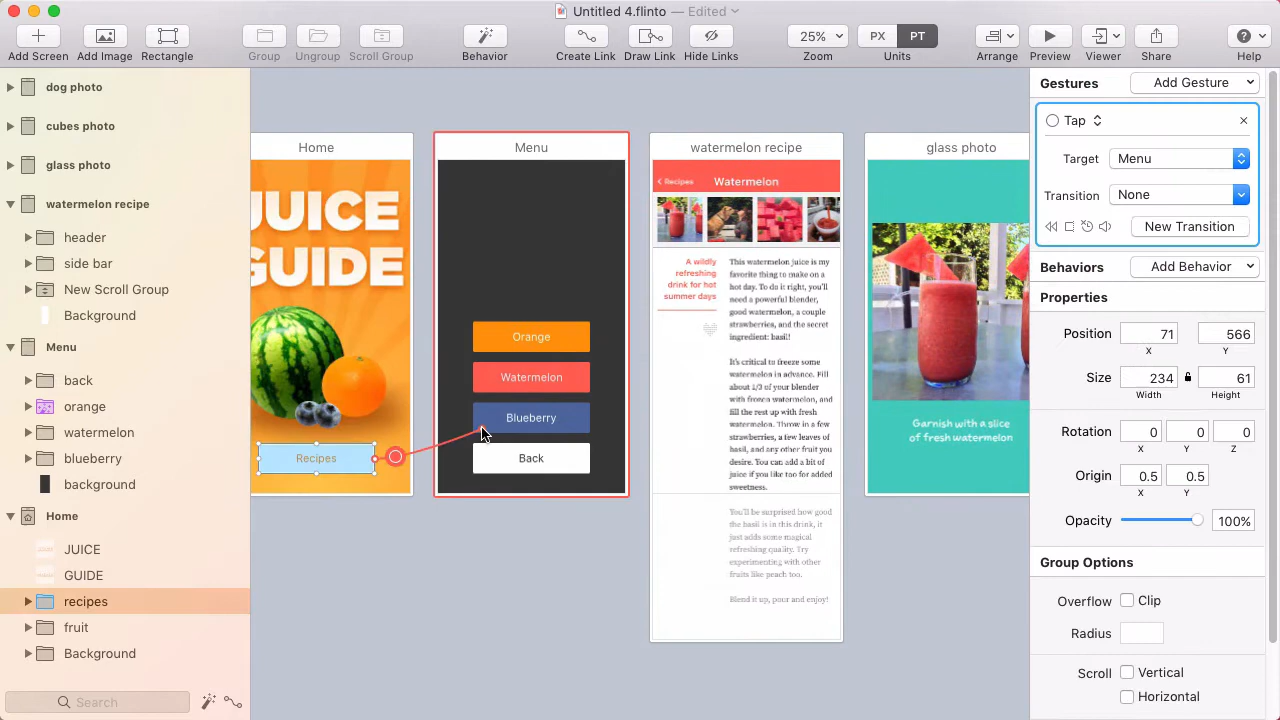 Untitled 4.flinto — Edited
25%
PX
PT
Add Screen
Add Image
Rectangle
Group
Ungroup
Scroll Group
Behavior
Create Link
Draw Link
Hide Links
Zoom
Units
Arrange
Preview
Viewer
Share
Help
dog photo
cubes photo
glass photo
watermelon recipe
header
side bar
ew Scroll Group
Background
Menu
back
orange
watermelon
blueberry
background
Home
JUICE
GUIDE
recipes
fruit
Background
Search
Home
JUICE
GUIDE
Recipes
Menu
Orange
Watermelon
Blueberry
Back
watermelon recipe
Recipes
Watermelon
A wildly
refreshing
drink for hot
summer days
This watermelon juice is my
favorite thing to make on a
hot day. To do it right, you'll
need a powerful blender,
good watermelon, a couple
strawberries, and the secret
ingredient: basil!
It's critical to freeze some
watermelon in advance. Fill
about 2/3 of your blender
with frozen watermelon, and
fill the rest up with fresh
watermelon. Throw in a few
strawberries, a few leaves of
basil, and any other fruit you
desire. You can add a bit of
juice if you like too for added
sweetness.
You'll be surprised how good
the basil is in this drink, it
just adds some magical
refreshing quality. Try
experimenting with other
fruits like peach too.
Blend it up, pour and enjoy!
glass photo
Garnish with a slice
of fresh watermelon
Gestures
Add Gesture
Tap
Target
Menu
Transition
None
New Transition
Behaviors
Add Behavior
Properties
Position
71
566
X
Y
Size
234
61
Width
Height
Rotation
0
0
0
X
Y
Z
Origin
0.5
0.5
X
Y
Opacity
100%
Group Options
Overflow
Clip
Radius
Scroll
Vertical
Horizontal